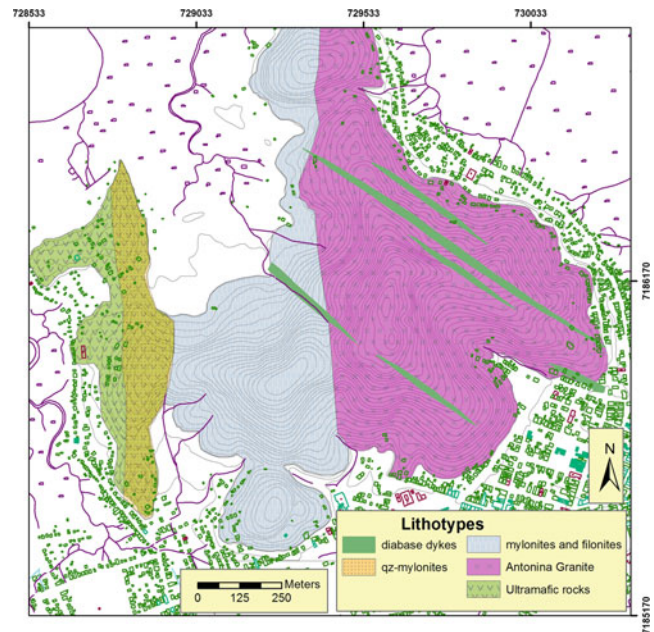 728533 729033 729533 730033
7186170
N
Lithotypes
diabase dykes mylonites and filonites
qz-mylonites Antonina Granite
Ultramafic rocks
Meters
0 125 250
7185170